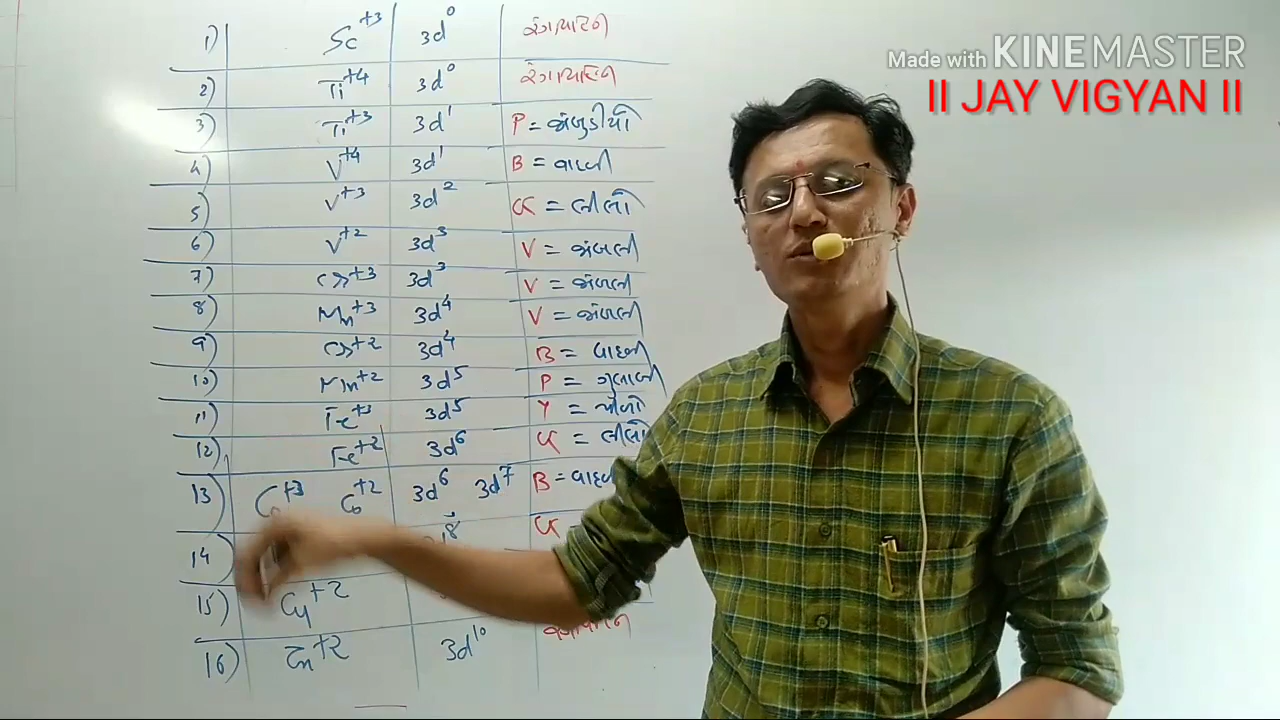 Made with KINEMASTER
II JAY VIGYAN II
1) Sc+3 3d0 રંગવિહીન
2) Ti+4 3d0 રંગવિહીન
3) Ti+3 3d1 P = જાંબુડીયો
4) V+4 3d1 B = વાદળી
5) V+3 3d2 G = લીલો
6) V+2 3d3 V = જાંબલી
7) Cr+3 3d3 V = જાંબલી
8) Mn+3 3d4 V = જાંબલી
9) Cr+2 3d4 B = વાદળી
10) Mn+2 3d5 P = ગુલાબી
11) Fe+3 3d5 Y = પીળો
12) Fe+2 3d6 G = લીલો
13) Co+3 Co+2 3d6 3d7 B =
14) 8 G
15) Cu+2
16) Zn+2 3d10